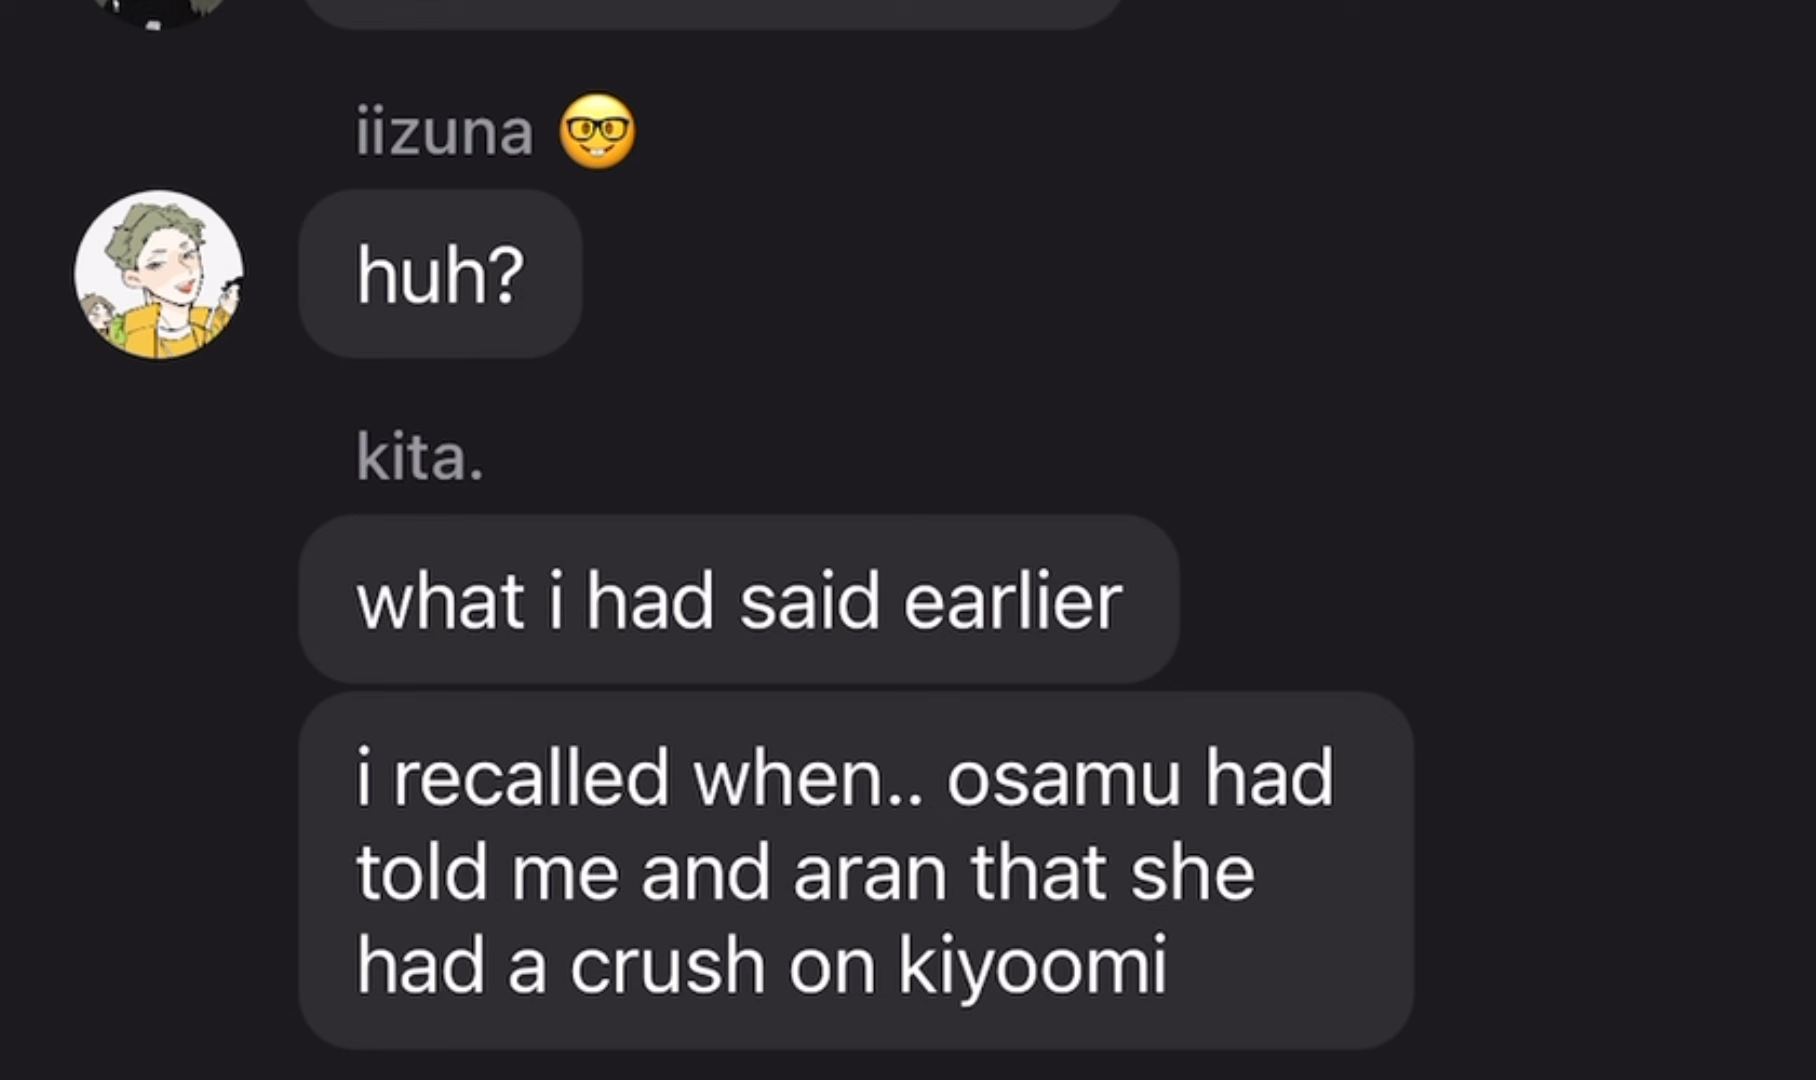 iizuna 🤓
huh?
kita.
what i had said earlier
i recalled when.. osamu had
told me and aran that she
had a crush on kiyoomi